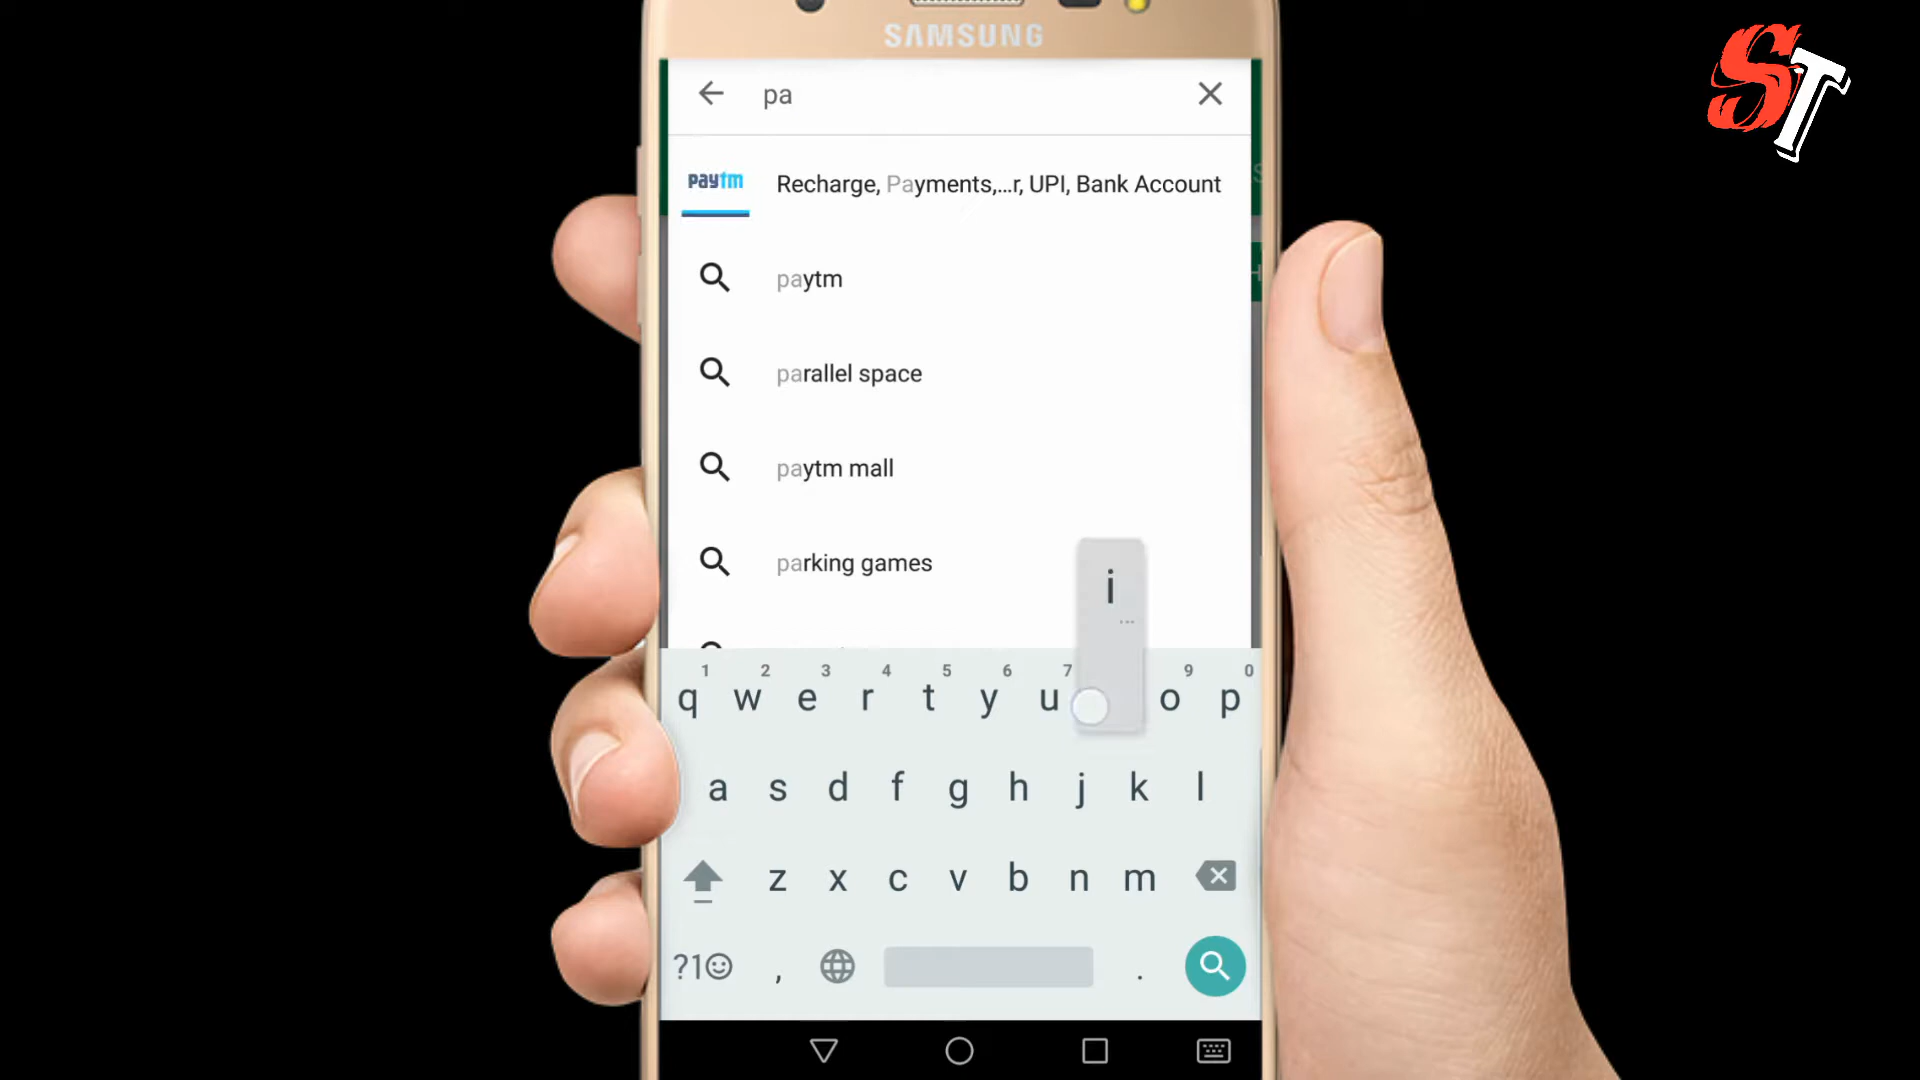 SAMSUNG
ST
pa
paytm Recharge, Payments,...r, UPI, Bank Account
paytm
parallel space
paytm mall
parking games
i
...
1 2 3 4 5 6 7 9 0
q w e r t y u o p
a s d f g h j k l
z x c v b n m
?1 , .